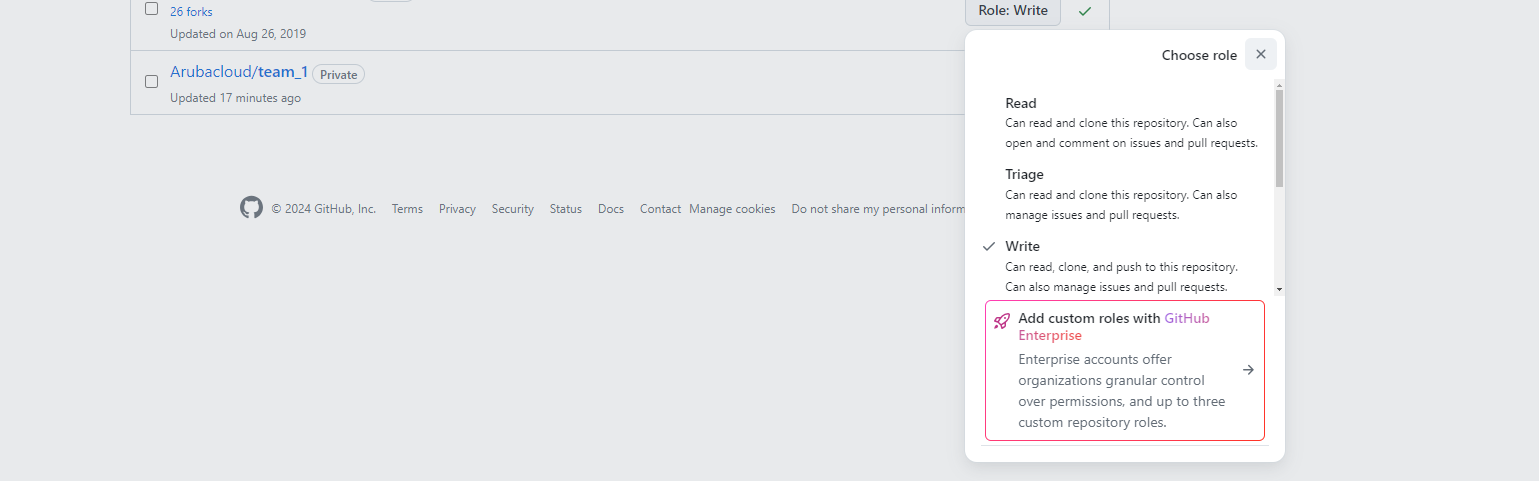 26 forks
Role: Write
Updated on Aug 26, 2019
Choose role
Arubacloud/team_1 Private
Updated 17 minutes ago
Read
Can read and clone this repository. Can also
open and comment on issues and pull requests.
Triage
Can read and clone this repository. Can also
manage issues and pull requests.
Write
Can read, clone, and push to this repository.
Can also manage issues and pull requests.
Add custom roles with GitHub
Enterprise
Enterprise accounts offer
organizations granular control
over permissions, and up to three
custom repository roles.
© 2024 GitHub, Inc. Terms Privacy Security Status Docs Contact Manage cookies Do not share my personal